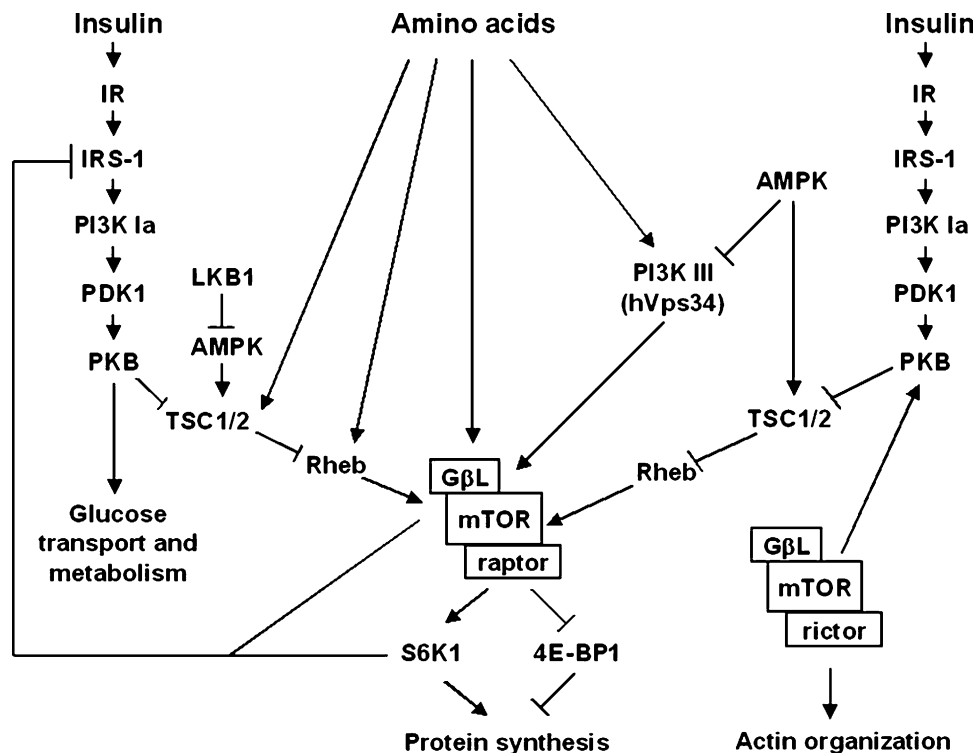 Insulin
Amino acids
Insulin
IR
IR
IRS-1
IRS-1
AMPK
PI3K Ia
PI3K Ia
LKB1
PI3K III
(hVps34)
PDK1
PDK1
AMPK
PKB
PKB
TSC1/2
TSC1/2
Rheb
Rheb
GβL
mTOR
raptor
Glucose
transport and
metabolism
GβL
mTOR
rictor
S6K1
4E-BP1
Protein synthesis
Actin organization